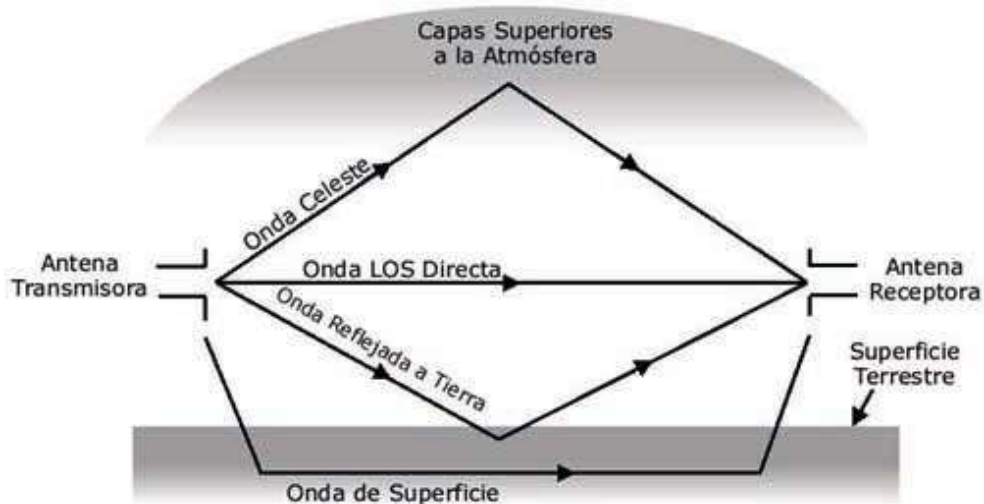 Capas Superiores
a la Atmósfera
Onda Celeste
Antena
Transmisora
Onda LOS Directa
Antena
Receptora
Onda Reflejada a Tierra
Superficie
Terrestre
Onda de Superficie